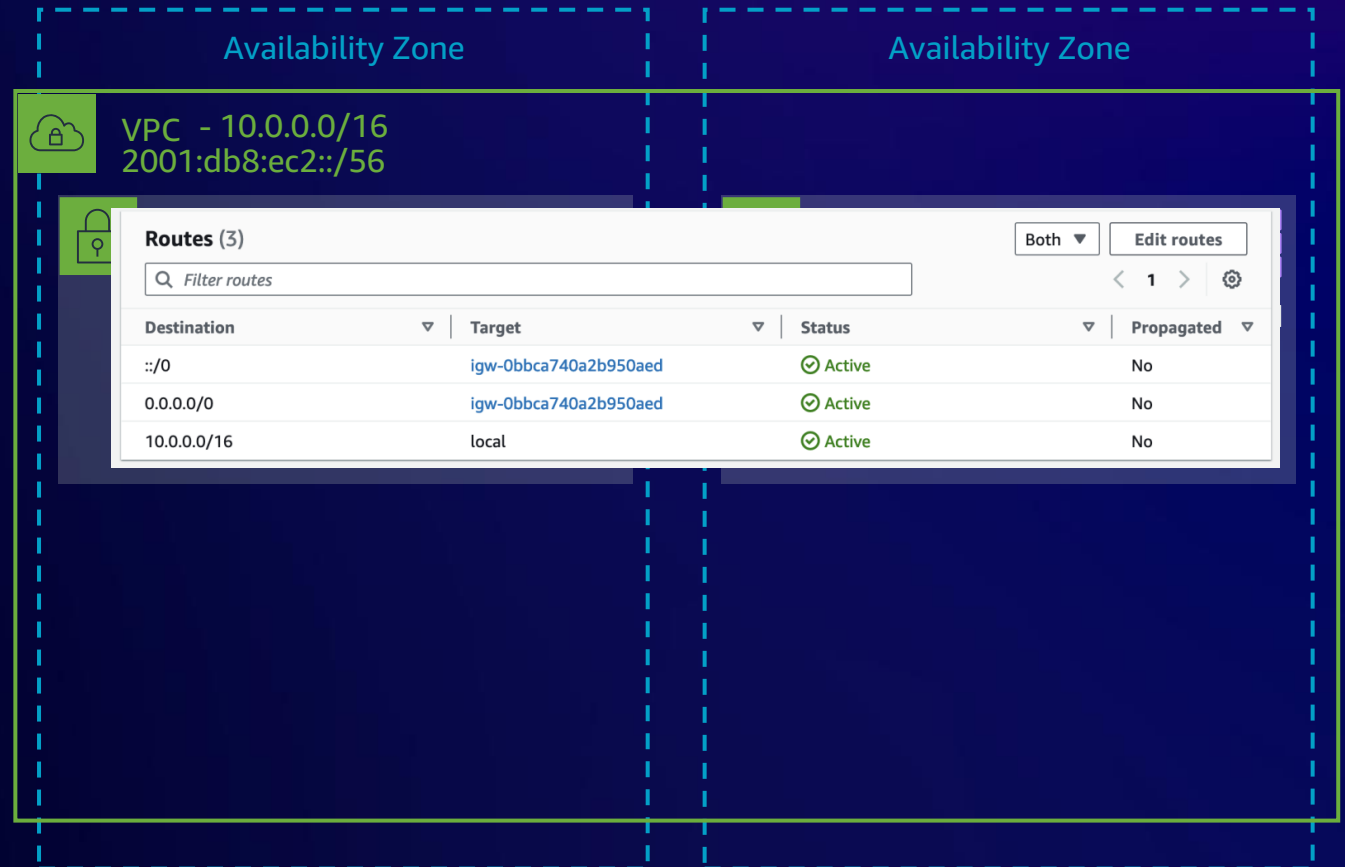 Availability Zone
Availability Zone
VPC - 10.0.0.0/16
2001:db8:ec2::/56
Routes (3)
Both
Edit routes
Filter routes
1
Destination Target Status Propagated
::/0 igw-0bbca740a2b950aed Active No
0.0.0.0/0 igw-0bbca740a2b950aed Active No
10.0.0.0/16 local Active No